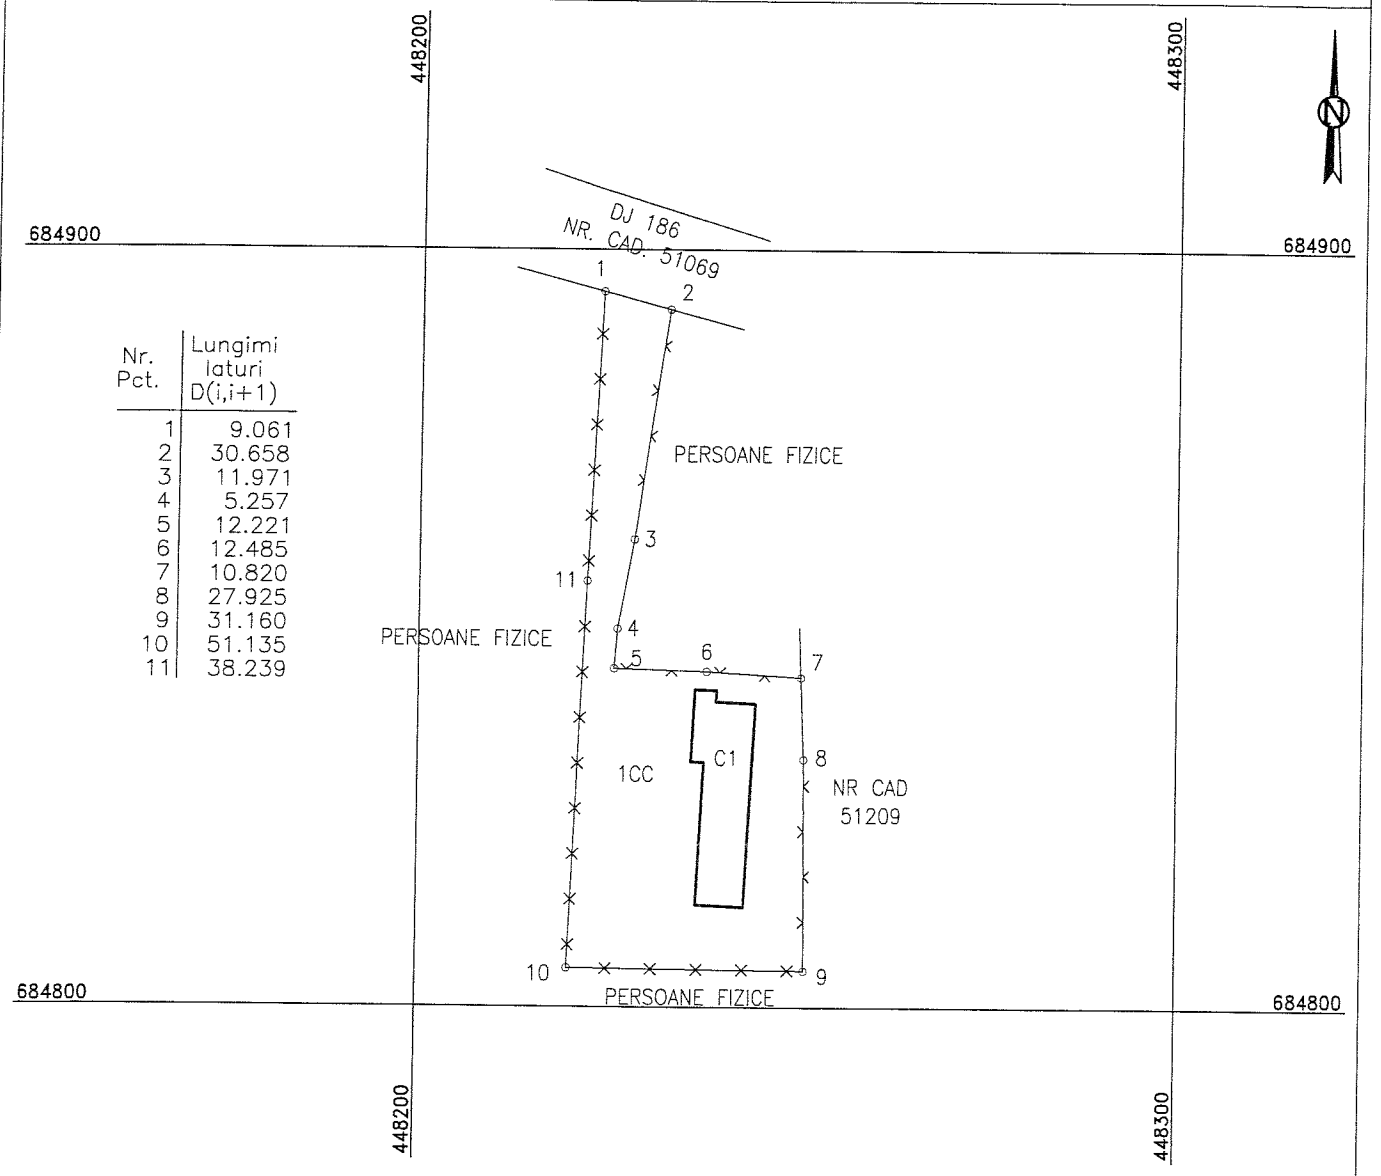 448200
448300
N
DJ 186
NR. CAD. 51069
684900
684900
1
2
Nr. Pct.
Lungimi laturi D(i,i+1)
1 9.061
2 30.658
3 11.971
4 5.257
5 12.221
6 12.485
7 10.820
8 27.925
9 31.160
10 51.135
11 38.239
PERSOANE FIZICE
3
11
4
PERSOANE FIZICE
5
6
7
C1
8
1CC
NR CAD
51209
10
9
PERSOANE FIZICE
684800
684800
448200
448300